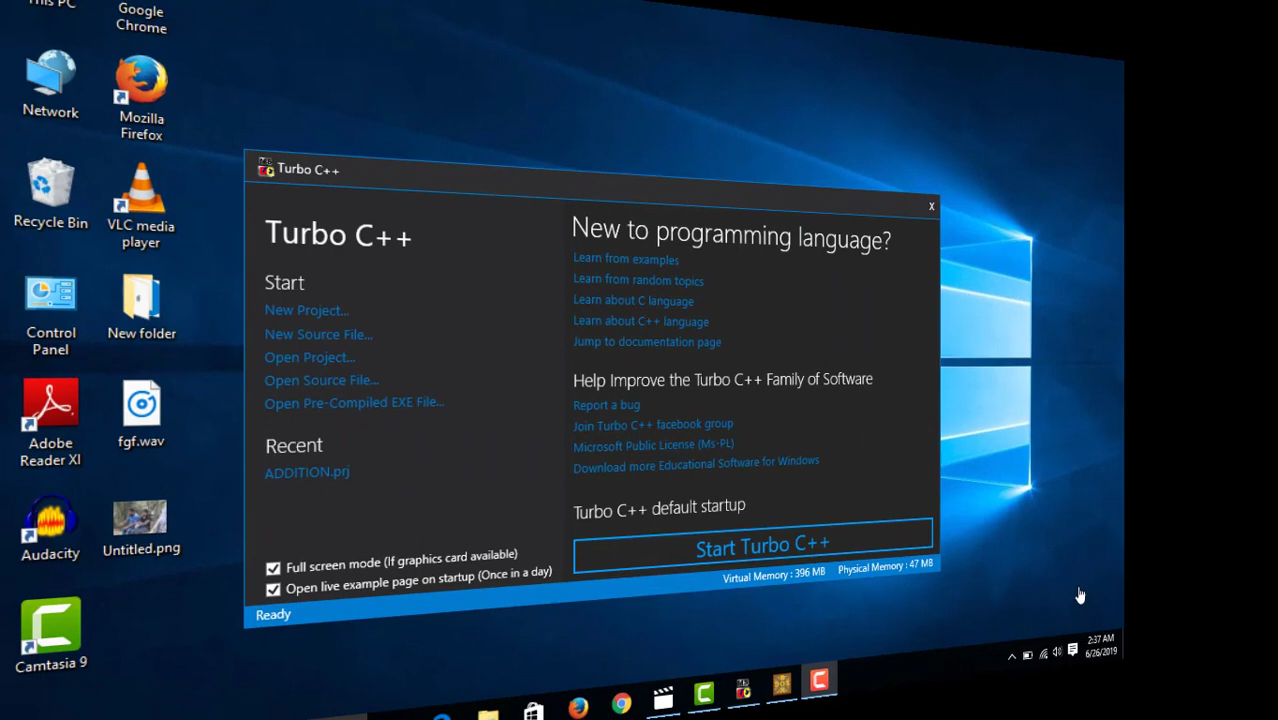 This PC
Google
Chrome
Network
Mozilla
Firefox
Recycle Bin
VLC media
player
Control
Panel
New folder
Adobe
Reader XI
fgf.wav
Audacity
Untitled.png
Camtasia 9
Turbo C++
x
Turbo C++
Start
New Project...
New Source File...
Open Project...
Open Source File...
Open Pre-Compiled EXE File...
Recent
ADDITION.prj
Full screen mode (If graphics card available)
Open live example page on startup (Once in a day)
New to programming language?
Learn from examples
Learn from random topics
Learn about C language
Learn about C++ language
Jump to documentation page
Help Improve the Turbo C++ Family of Software
Report a bug
Join Turbo C++ facebook group
Microsoft Public License (Ms-PL)
Download more Educational Software for Windows
Turbo C++ default startup
Start Turbo C++
Ready
Virtual Memory : 396 MB
Physical Memory : 47 MB
2:37 AM
6/26/2019